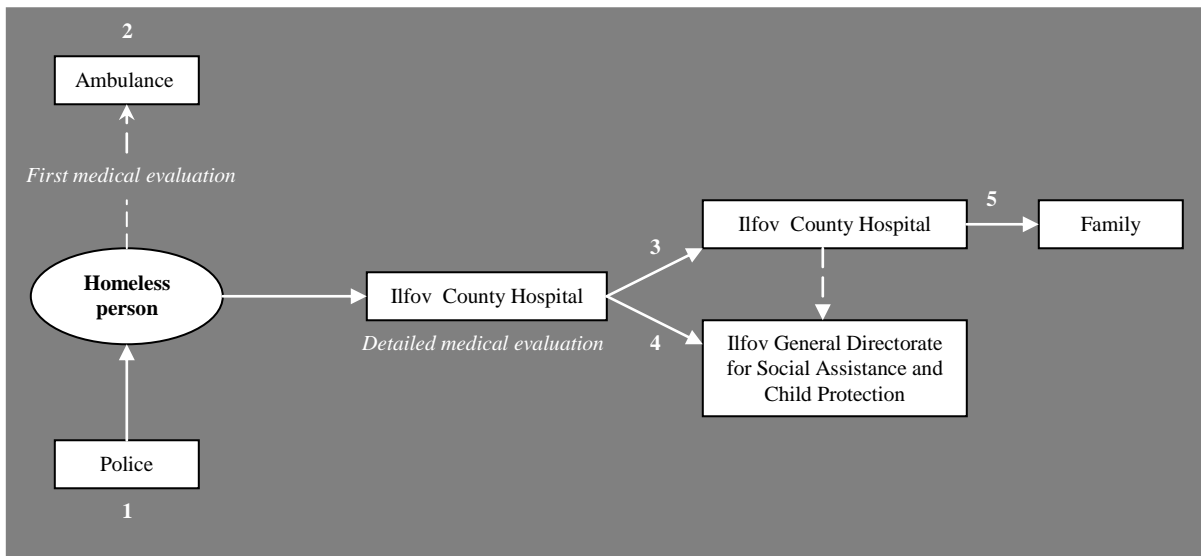 2
Ambulance
First medical evaluation
Homeless
person
Police
1
Ilfov County Hospital
Detailed medical evaluation
3
4
Ilfov County Hospital
5
Family
Ilfov General Directorate
for Social Assistance and
Child Protection